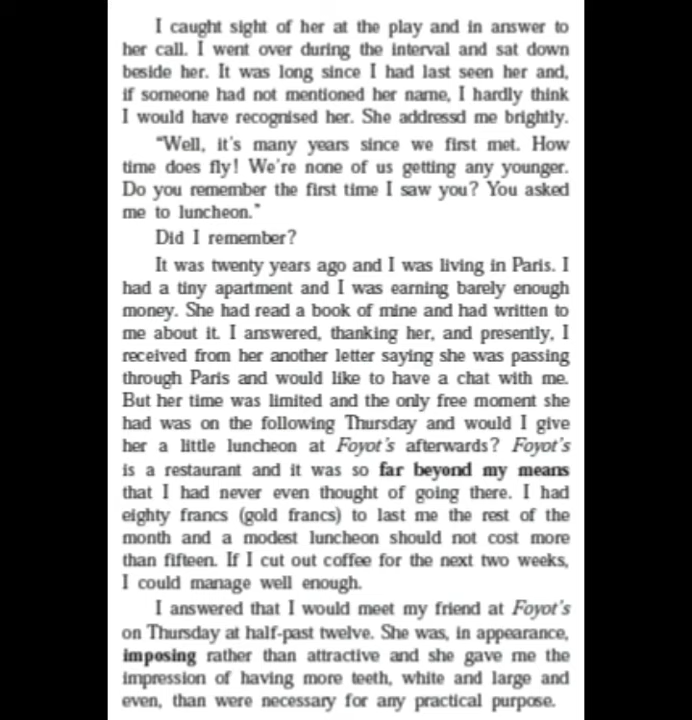 I caught sight of her at the play and in answer to
her call. I went over during the interval and sat down
beside her. It was long since I had last seen her and,
if someone had not mentioned her name, I hardly think
I would have recognised her. She addressd me brightly.
"Well, it's many years since we first met. How
time does fly! We're none of us getting any younger.
Do you remember the first time I saw you? You asked
me to luncheon."
Did I remember?
It was twenty years ago and I was living in Paris. I
had a tiny apartment and I was earning barely enough
money. She had read a book of mine and had written to
me about it. I answered, thanking her, and presently, I
received from her another letter saying she was passing
through Paris and would like to have a chat with me.
But her time was limited and the only free moment she
had was on the following Thursday and would I give
her a little luncheon at Foyot's afterwards? Foyot's
is a restaurant and it was so far beyond my means
that I had never even thought of going there. I had
eighty francs (gold francs) to last me the rest of the
month and a modest luncheon should not cost more
than fifteen. If I cut out coffee for the next two weeks,
I could manage well enough.
I answered that I would meet my friend at Foyot's
on Thursday at half-past twelve. She was, in appearance,
imposing rather than attractive and she gave me the
impression of having more teeth, white and large and
even, than were necessary for any practical purpose.